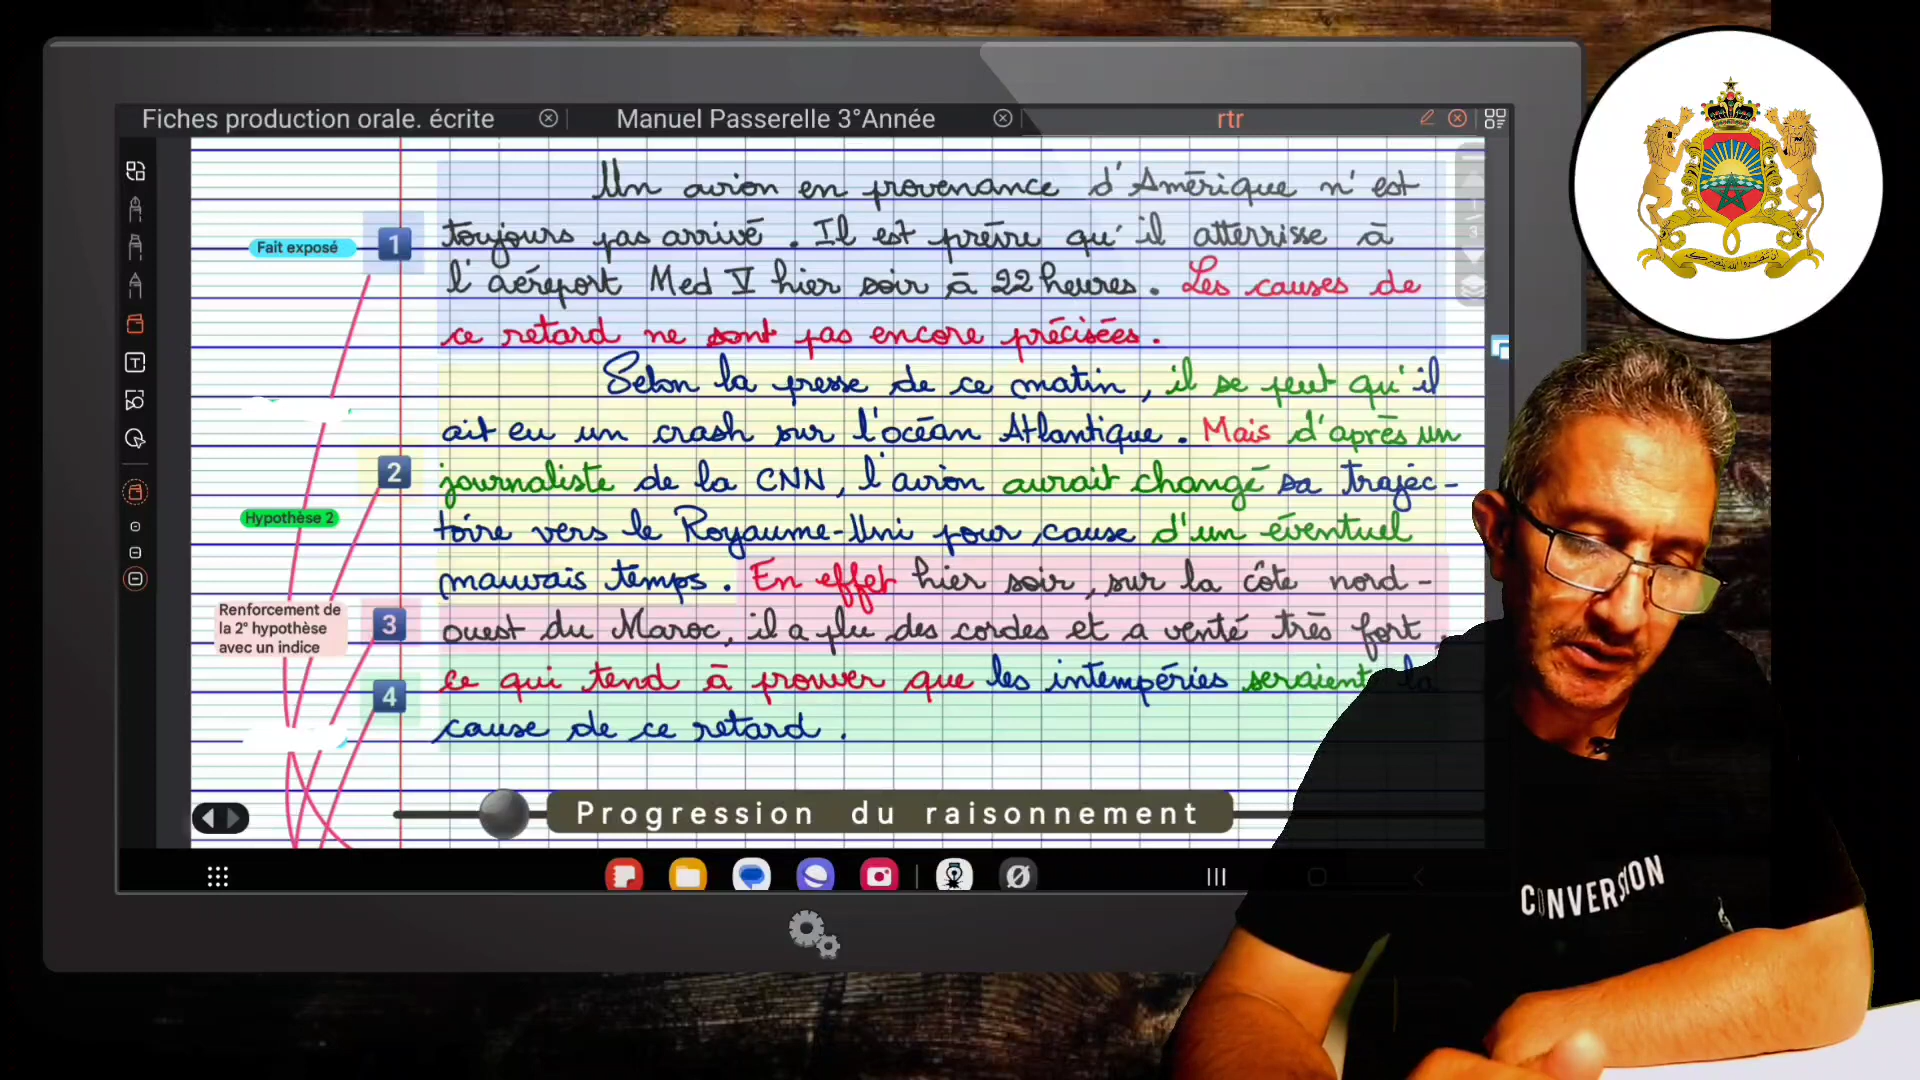 Fiches production orale. écrite
Manuel Passerelle 3°Année
rtr
Un avion en provenance d'Amérique n'est
toujours pas arrivé. Il est prévu qu'il atterrisse à
l'aéréport Med V hier soir à 22 heures. Les causes de
ce retard ne sont pas encore précisées.
Selon la presse de ce matin, il se peut qu'il
ait eu un crash sur l'océan Atlantique. Mais d'après un
journaliste de la CNN, l'avion aurait changé sa trajec-
toire vers le Royaume-Uni pour cause d'un éventuel
mauvais temps. En effet hier soir, sur la côte nord-
ouest du Maroc, il a plu des cordes et a venté très fort.
ce qui tend à prouver que les intempéries seraient la
cause de ce retard.
Fait exposé
1
2
Hypothèse 2
Renforcement de
la 2° hypothèse
avec un indice
3
4
Progression du raisonnement
CONVERSION